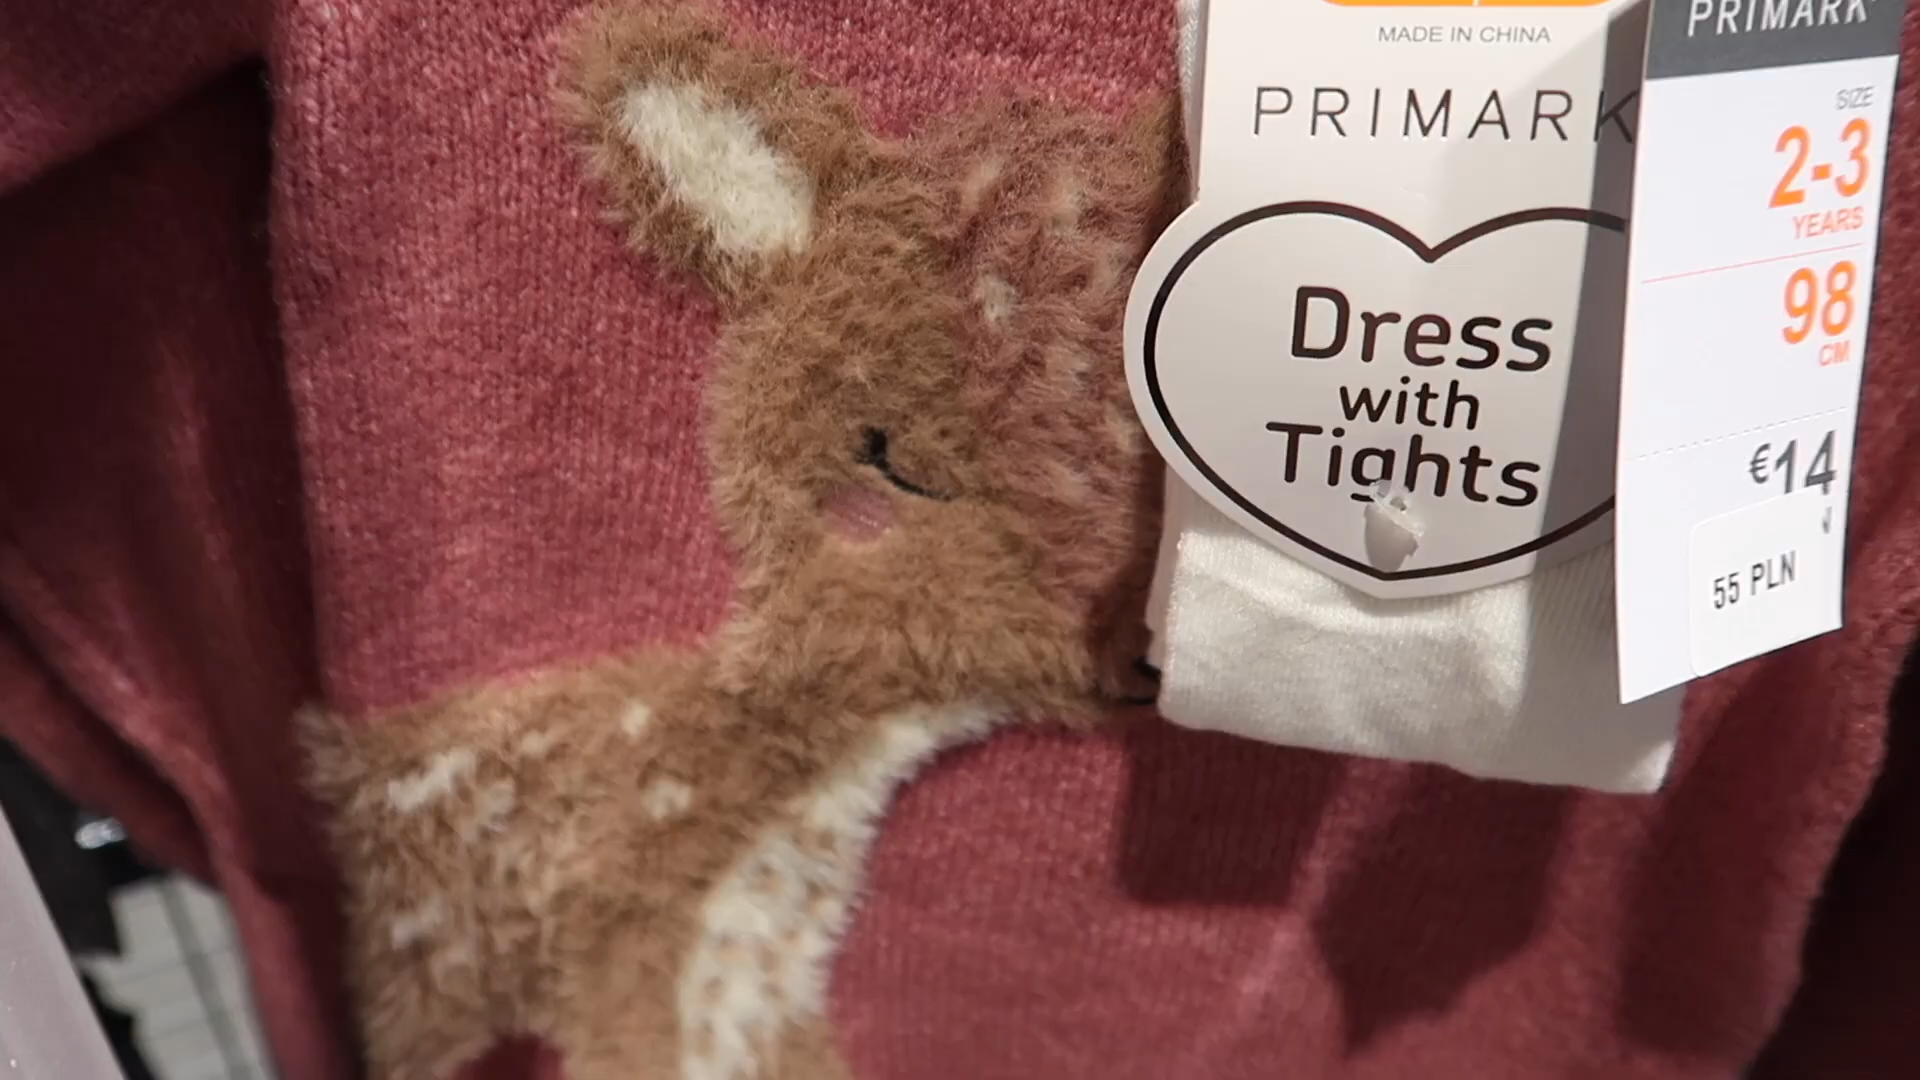 MADE IN CHINA
PRIMARK
Dress
with
Tights
PRIMARK
SIZE
2-3
YEARS
98
CM
€14
55 PLN